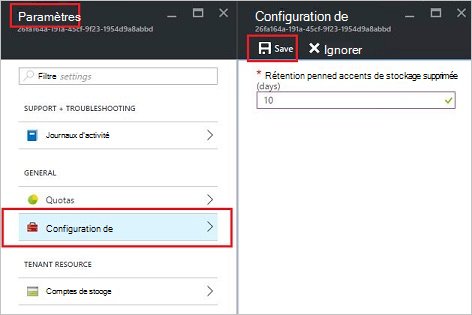 Paramètres
26fa164a-191a-45cf-9f23-1954d9a8abbd
Filtre settings
SUPPORT + TROUBLESHOOTING
Journaux d'activité
GENERAL
Quotas
Configuration de
TENANT RESOURCE
Comptes de stooge
Configuration de
26fa164a-191a-45cf-9f23-1954d9a8abbd
Save
Ignorer
* Rétention penned accents de stockage supprimée
(days)
10